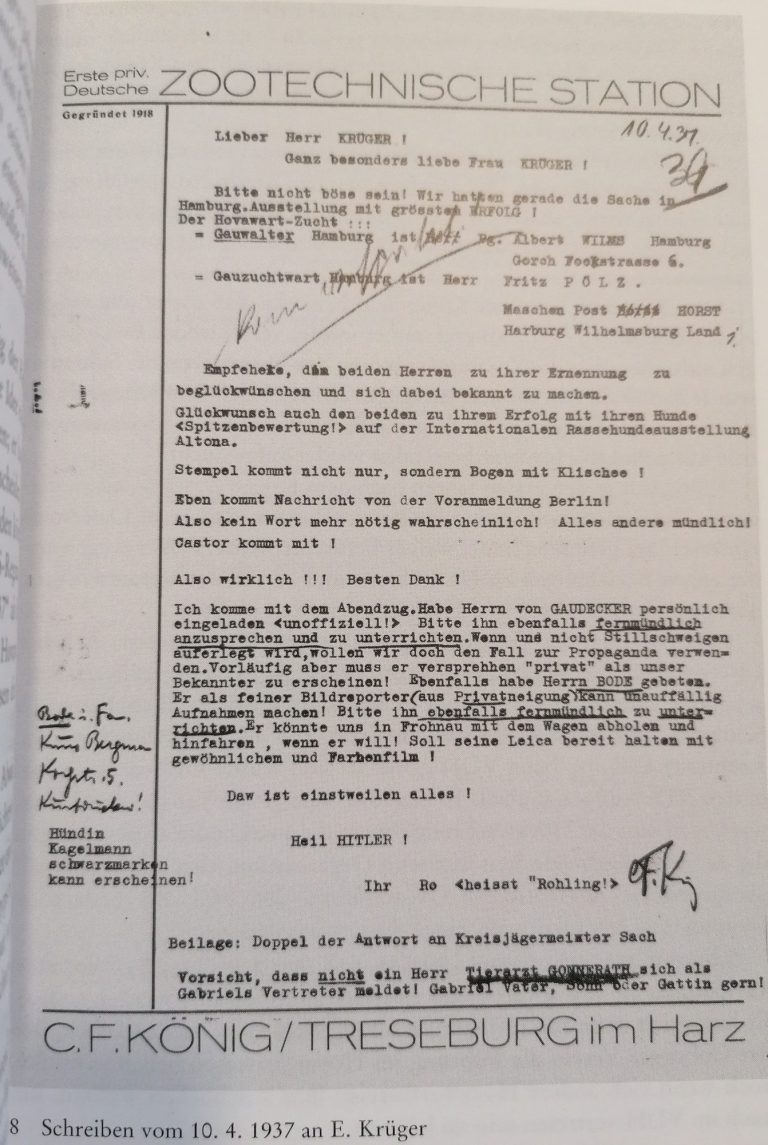 Erste priv.
Deutsche ZOOTECHNISCHE STATION
Gegründet 1918
10.4.37.
Lieber Herr KRÜGER !
Ganz besonders liebe Frau KRÜGER !
Bitte nicht böse sein! Wir hatten gerade die Sache in
Hamburg.Ausstellung mit grösstem ERFOLG !
Der Hovawart-Zucht !!!
= Gauwalter Hamburg ist Pg. Albert WILMS Hamburg
Gorch Fockstrasse 6.
= Gauzuchtwart Hamburg ist Herr Fritz PÖLZ.
Maschen Post HORST
Harburg Wilhelmsburg Land
Empfehele, den beiden Herren zu ihrer Ernennung zu
beglückwünschen und sich dabei bekannt zu machen.
Glückwunsch auch den beiden zu ihrem Erfolg mit ihren Hunde
<Spitzenbewertung!> auf der Internationalen Rassehundeausstellung
Altona.
Stempel kommt nicht nur, sondern Bogen mit Klischee !
Eben kommt Nachricht von der Voranmeldung Berlin!
Also kein Wort mehr nötig wahrscheinlich! Alles andere mündlich!
Castor kommt mit !
Also wirklich !!! Besten Dank !
Ich komme mit dem Abendzug.Habe Herrn von GAUDECKER persönlich
eingeladen <unoffiziell!> Bitte ihn ebenfalls fernmündlich
anzusprechen und zu unterrichten.Wenn uns nicht Stillschweigen
auferlegt wird,wollen wir doch den Fall zur Propaganda verwen=
den.Vorläufig aber muss er versprehhen "privat" als unser
Bekannter zu erscheinen! Ebenfalls habe Herrn BODE gebeten.
Er als feiner Bildreporter(aus Privatneigung)kann unauffällig
Aufnahmen machen! Bitte ihn ebenfalls fernmündlich zu unter=
richten.Er könnte uns in Frohnau mit dem Wagen abholen und
hinfahren , wenn er will! Soll seine Leica bereit halten mit
gewöhnlichem und Farbenfilm !
Bode i. Fa.
Bergman
Daw ist einstweilen alles !
Hündin
Kagelmann
schwarzmarken
kann erscheinen!
Heil HITLER !
Ihr Ro <heisst "Rohling!>
Beilage: Doppel der Antwort an Kreisjägermeister Sach
Vorsicht, dass nicht ein Herr Tierarzt GONNERATH sich als
Gabriels Vertreter meldet! Gabriel Vater, Sohn oder Gattin gern!
C.F.KÖNIG/TRESEBURG im Harz
8 Schreiben vom 10. 4. 1937 an E. Krüger